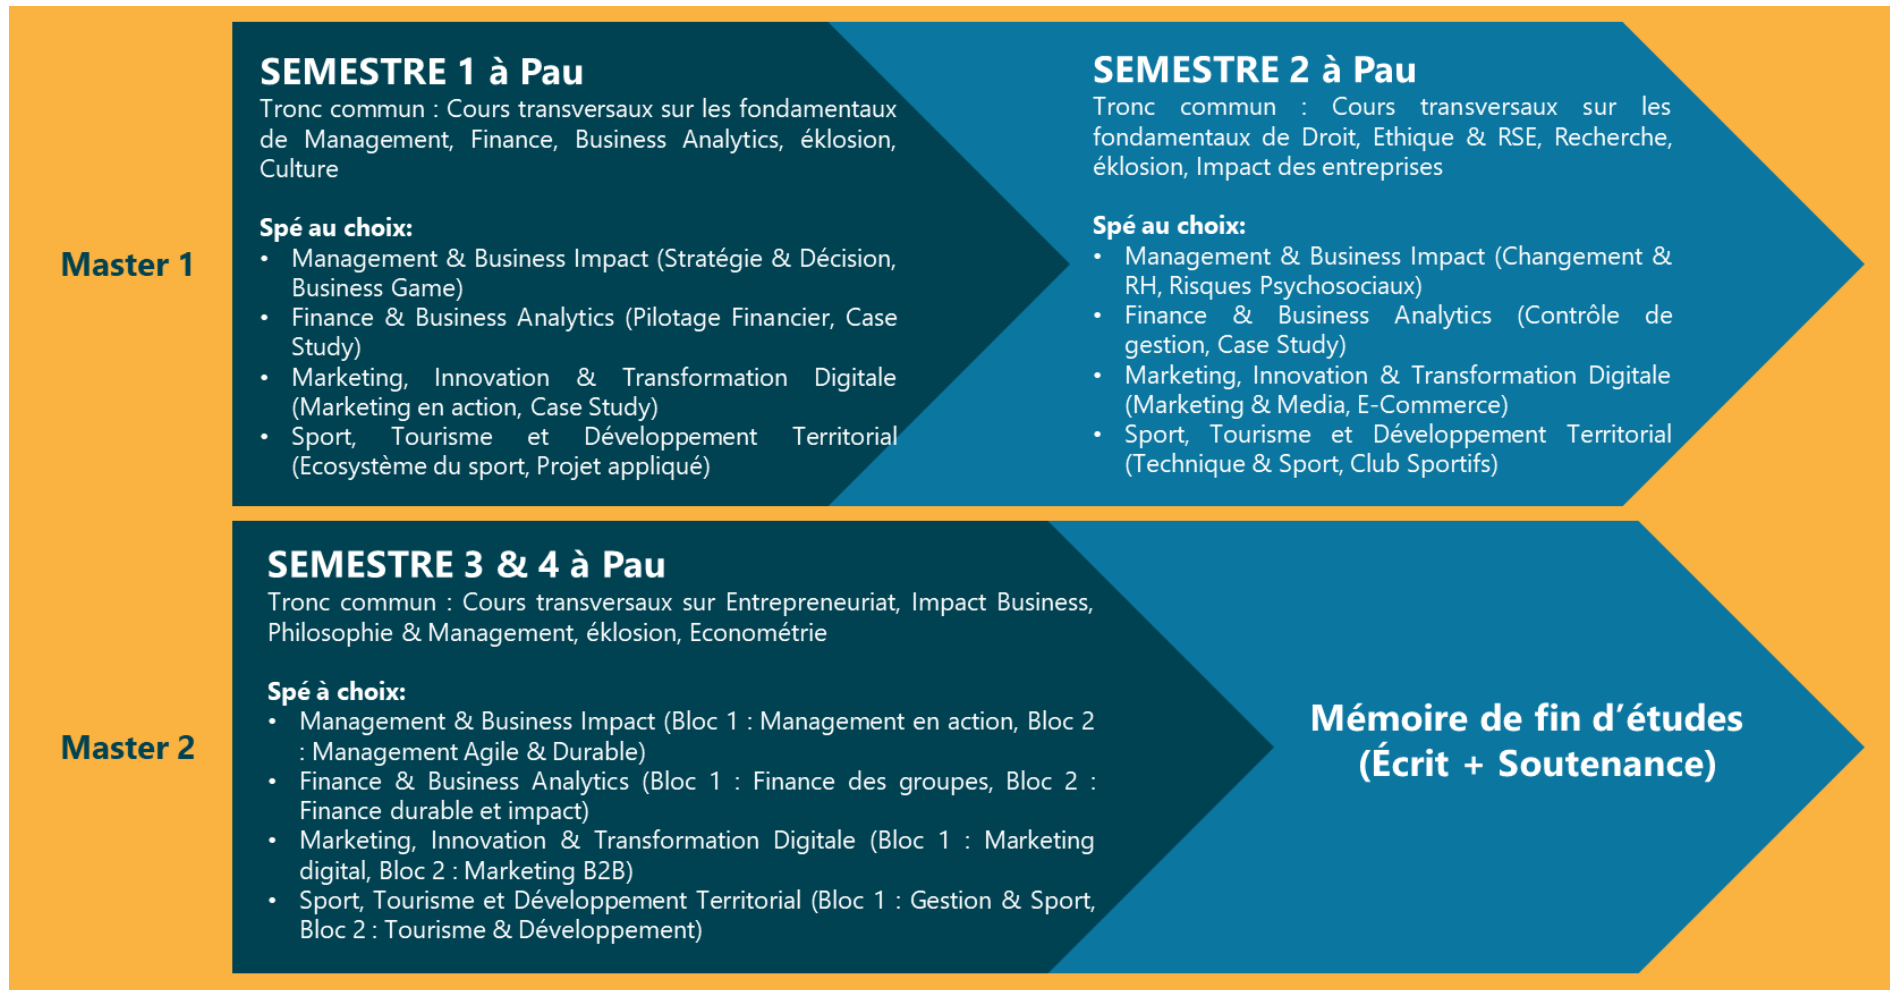 Master 1
SEMESTRE 1 à Pau
Tronc commun : Cours transversaux sur les fondamentaux
de Management, Finance, Business Analytics, éklosion,
Culture
Spé au choix:
• Management & Business Impact (Stratégie & Décision,
Business Game)
• Finance & Business Analytics (Pilotage Financier, Case
Study)
• Marketing, Innovation & Transformation Digitale
(Marketing en action, Case Study)
• Sport, Tourisme et Développement Territorial
(Ecosystème du sport, Projet appliqué)
SEMESTRE 2 à Pau
Tronc commun : Cours transversaux sur les
fondamentaux de Droit, Ethique & RSE, Recherche,
éklosion, Impact des entreprises
Spé au choix:
• Management & Business Impact (Changement &
RH, Risques Psychosociaux)
• Finance & Business Analytics (Contrôle de
gestion, Case Study)
• Marketing, Innovation & Transformation Digitale
(Marketing & Media, E-Commerce)
• Sport, Tourisme et Développement Territorial
(Technique & Sport, Club Sportifs)
Master 2
SEMESTRE 3 & 4 à Pau
Tronc commun : Cours transversaux sur Entrepreneuriat, Impact Business,
Philosophie & Management, éklosion, Econométrie
Spé à choix:
• Management & Business Impact (Bloc 1 : Management en action, Bloc 2
: Management Agile & Durable)
• Finance & Business Analytics (Bloc 1 : Finance des groupes, Bloc 2 :
Finance durable et impact)
• Marketing, Innovation & Transformation Digitale (Bloc 1 : Marketing
digital, Bloc 2 : Marketing B2B)
• Sport, Tourisme et Développement Territorial (Bloc 1 : Gestion & Sport,
Bloc 2 : Tourisme & Développement)
Mémoire de fin d’études
(Écrit + Soutenance)